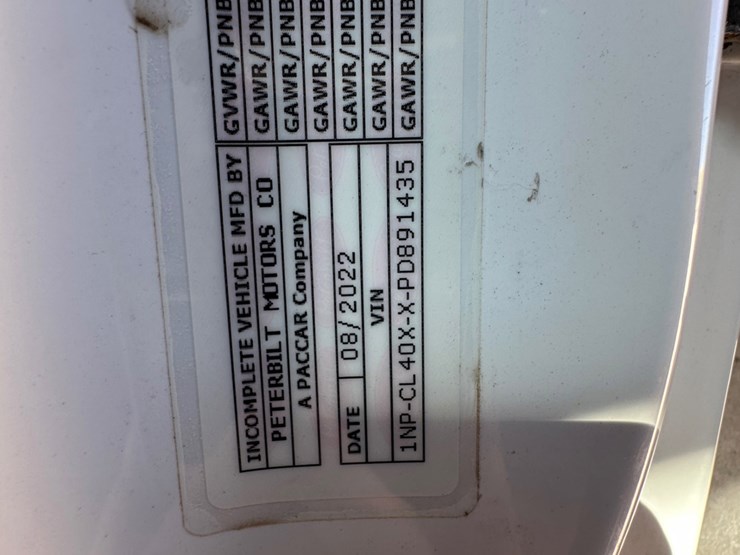 INCOMPLETE VEHICLE MFD BY
PETERBILT MOTORS CO
A PACCAR Company
DATE 08/2022
VIN
1NP-CL40X-X-PD891435
GVWR/PNB
GAWR/PNB
GAWR/PNB
GAWR/PNB
GAWR/PNB
GAWR/PNB
GAWR/PNB